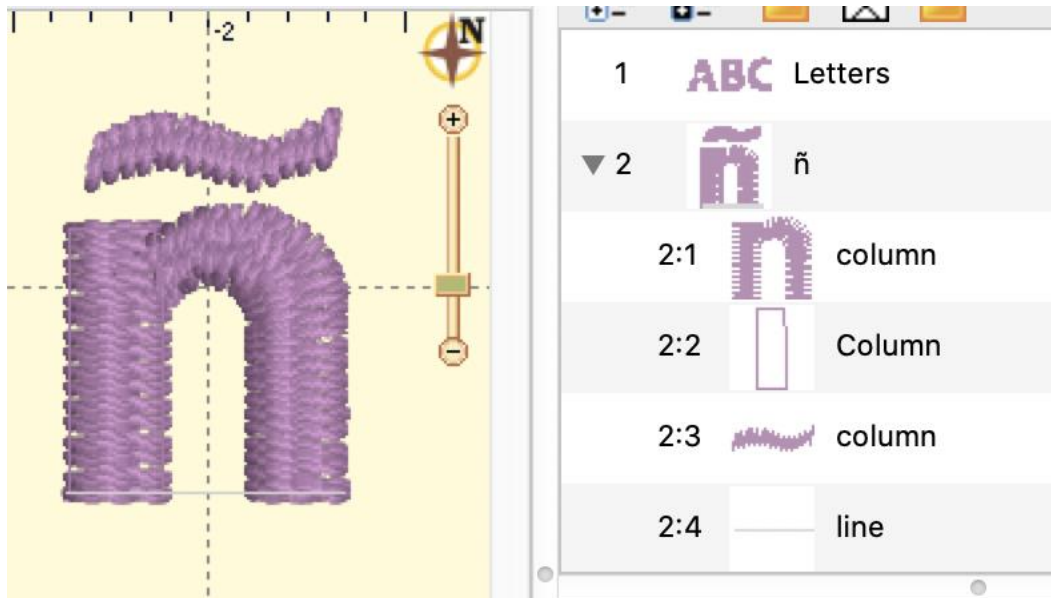 -2
N
1 ABC Letters
2 ñ ñ
2:1 n column
2:2 Column
2:3 column
2:4 line